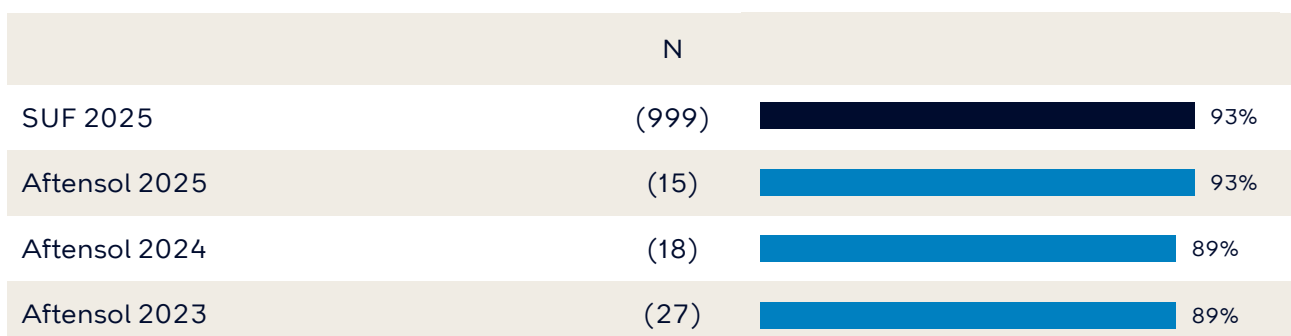 N
SUF 2025 (999) 93%
Aftensol 2025 (15) 93%
Aftensol 2024 (18) 89%
Aftensol 2023 (27) 89%